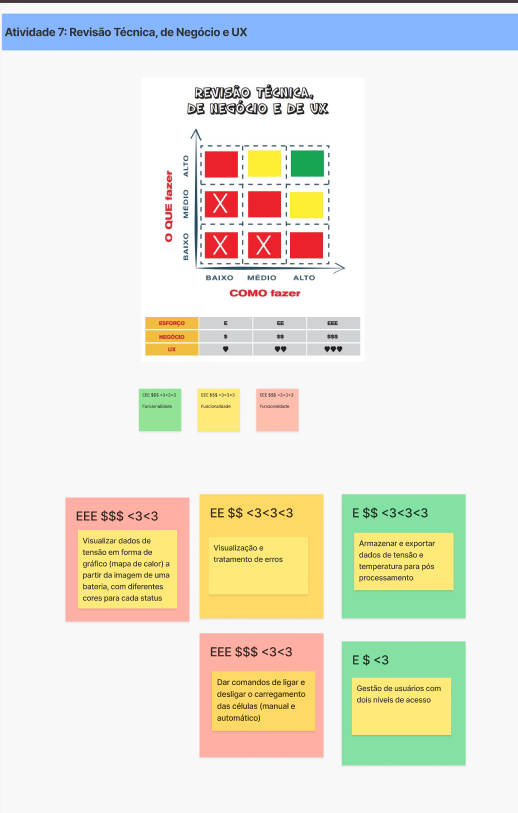 Atividade 7: Revisão Técnica, de Negócio e UX
REVISÃO TÉCNICA,
DE NEGÓCIO E DE UX
O QUE fazer
ALTO
MÉDIO
BAIXO
X
X
X
BAIXO MÉDIO ALTO
COMO fazer
ESFORÇO E EE EEE
NEGÓCIO $ $$ $$$
UX ♥ ♥♥ ♥♥♥
EEE $$$ <3<3<3
Funcionalidade
EEE $$$ <3<3<3
Funcionalidade
EEE $$$ <3<3<3
Funcionalidade
EEE $$$ <3<3
Visualizar dados de
tensão em forma de
gráfico (mapa de calor) a
partir da imagem de uma
bateria, com diferentes
cores para cada status
EE $$ <3<3<3
Visualização e
tratamento de erros
E $$ <3<3<3
Armazenar e exportar
dados de tensão e
temperatura para pós
processamento
EEE $$$ <3<3
Dar comandos de ligar e
desligar o carregamento
das células (manual e
automático)
E $ <3
Gestão de usuários com
dois níveis de acesso